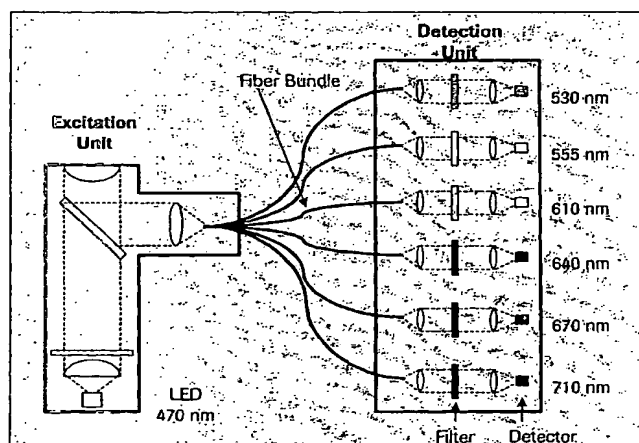 Detection
Unit
Fiber Bundle
530 nm
Excitation
Unit
555 nm
610 nm
640 nm
670 nm
LED
470 nm
710 nm
Filter
Detector